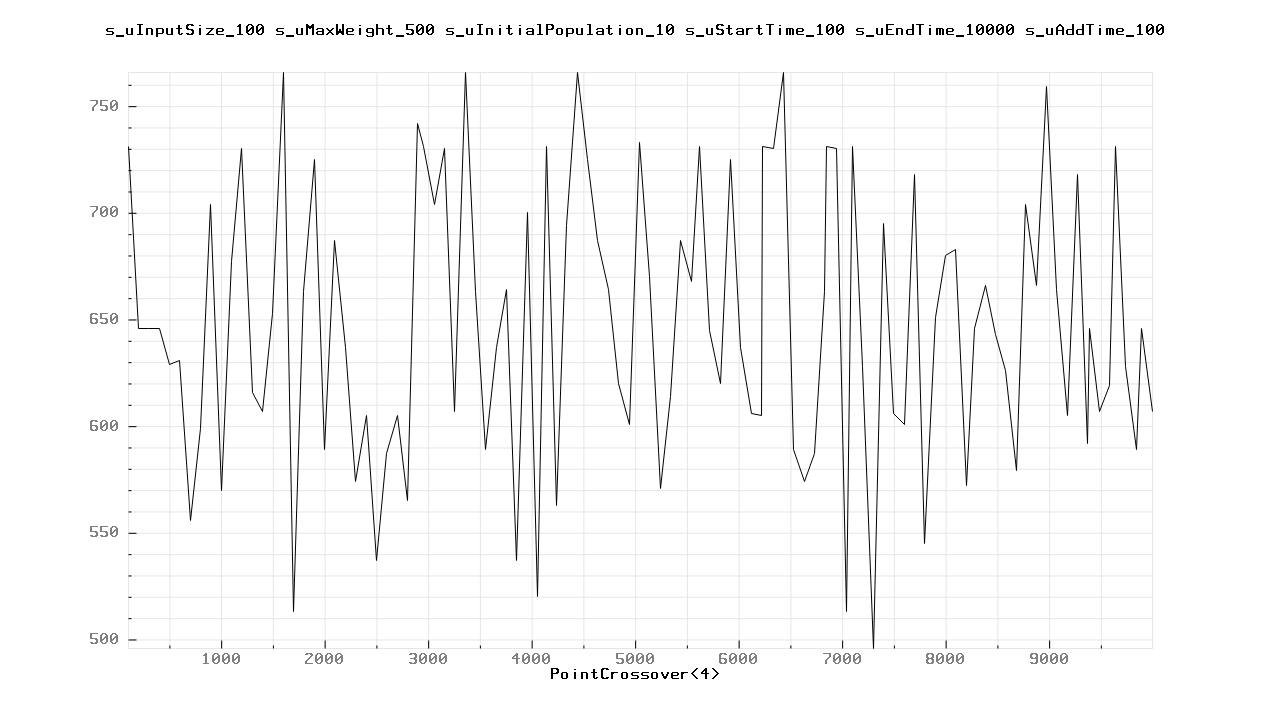 s_uInputSize_100 s_uMaxWeight_500 s_uInitialPopulation_10 s_uStartTime_100 s_uEndTime_10000 s_uAddTime_100
750
700
650
600
550
500
1000 2000 3000 4000 5000 6000 7000 8000 9000
PointCrossover<4>